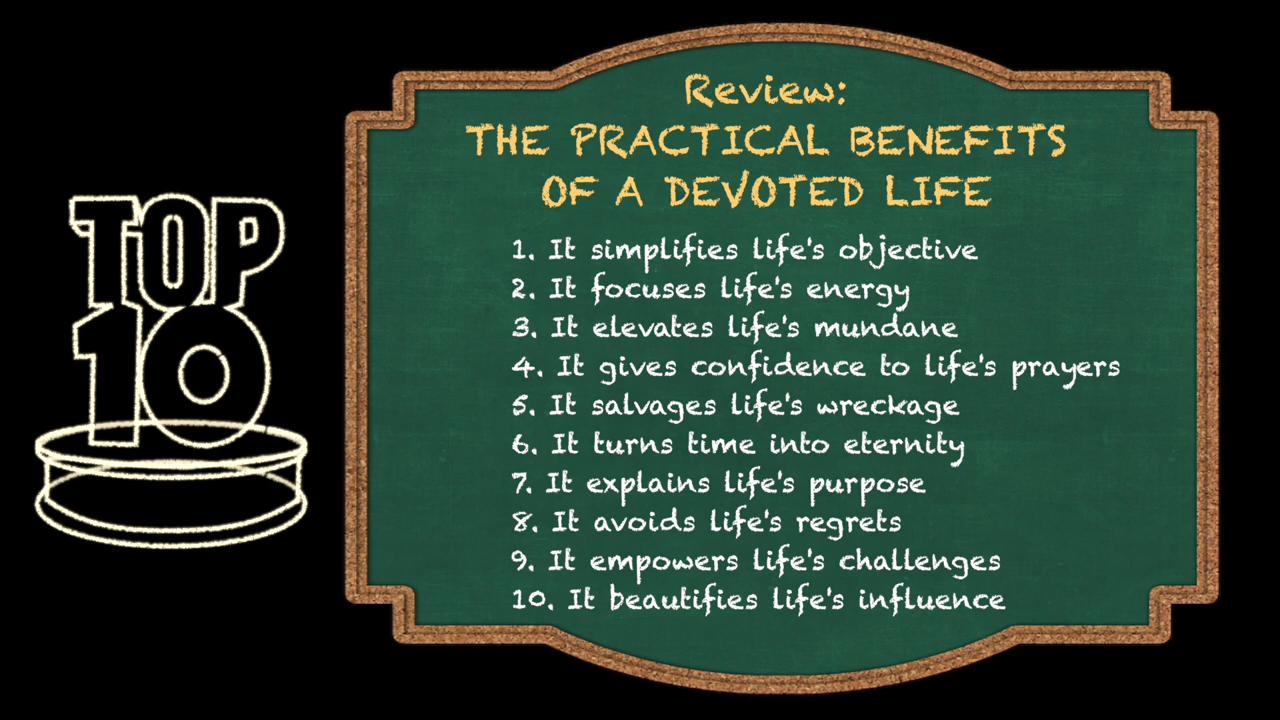 TOP
10
Review:
THE PRACTICAL BENEFITS
OF A DEVOTED LIFE
1. It simplifies life's objective
2. It focuses life's energy
3. It elevates life's mundane
4. It gives confidence to life's prayers
5. It salvages life's wreckage
6. It turns time into eternity
7. It explains life's purpose
8. It avoids life's regrets
9. It empowers life's challenges
10. It beautifies life's influence